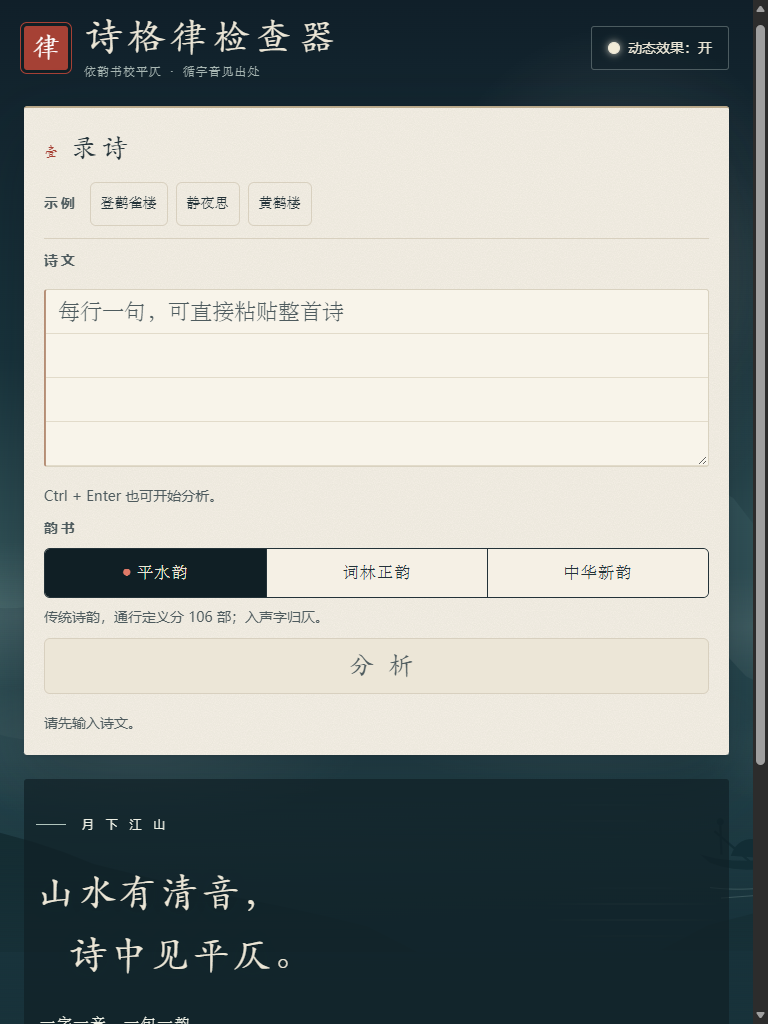 律
诗格律检查器
依韵书校平仄 · 循字音见出处
动态效果：开
壹 录诗
示例 登鹳雀楼 静夜思 黄鹤楼
诗文
每行一句，可直接粘贴整首诗
Ctrl + Enter 也可开始分析。
韵书
平水韵 词林正韵 中华新韵
传统诗韵，通行定义分 106 部；入声字归仄。
分析
请先输入诗文。
月下江山
山水有清音，
诗中见平仄。